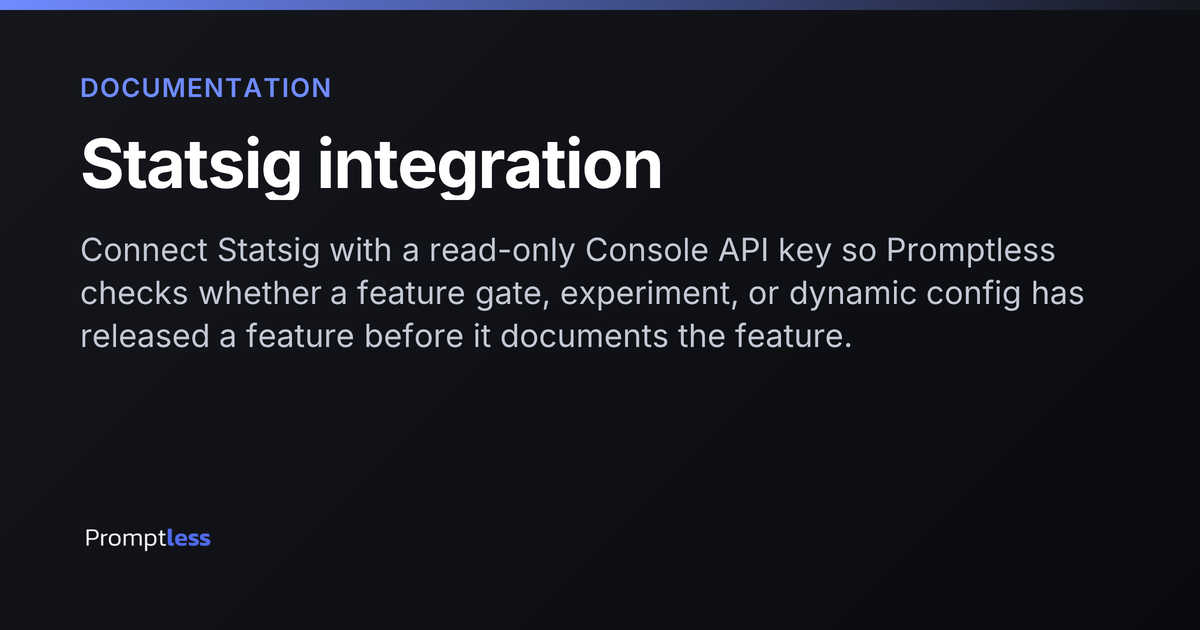 DOCUMENTATION
Statsig integration
Connect Statsig with a read-only Console API key so Promptless
checks whether a feature gate, experiment, or dynamic config has
released a feature before it documents the feature.
Promptless